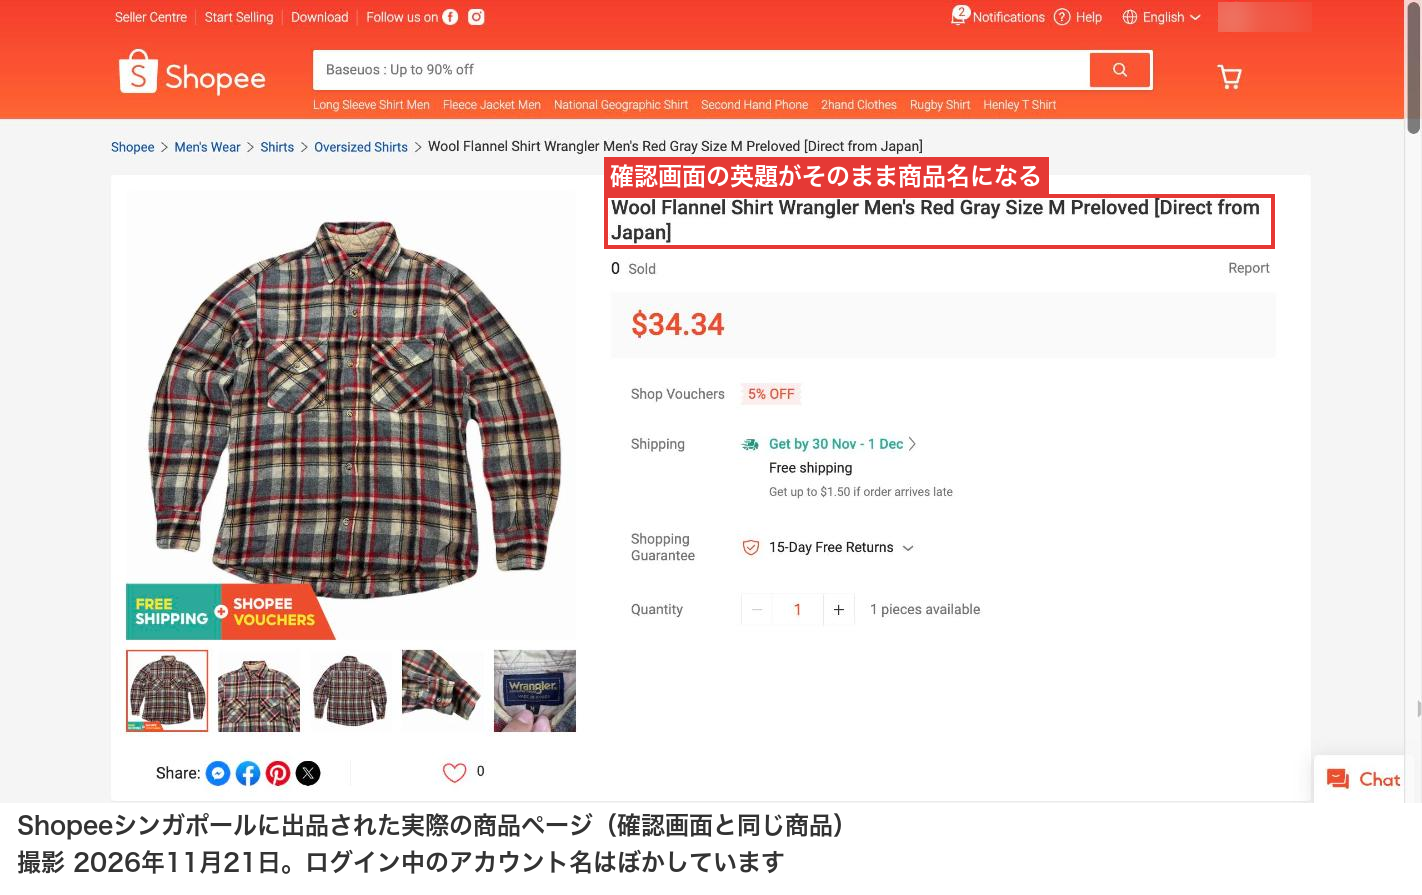 Seller Centre
Start Selling
Download
Follow us on
2
Notifications
Help
English
Shopee
Baseuos : Up to 90% off
Long Sleeve Shirt Men
Fleece Jacket Men
National Geographic Shirt
Second Hand Phone
2hand Clothes
Rugby Shirt
Henley T Shirt
Shopee > Men's Wear > Shirts > Oversized Shirts > Wool Flannel Shirt Wrangler Men's Red Gray Size M Preloved [Direct from Japan]
確認画面の英題がそのまま商品名になる
Wool Flannel Shirt Wrangler Men's Red Gray Size M Preloved [Direct from
Japan]
0 Sold
Report
$34.34
Shop Vouchers
5% OFF
Shipping
Get by 30 Nov - 1 Dec
Free shipping
Get up to $1.50 if order arrives late
Shopping
Guarantee
15-Day Free Returns
Quantity
1
1 pieces available
FREE
SHIPPING
SHOPEE
VOUCHERS
Wrangler
Share:
0
Chat
Shopeeシンガポールに出品された実際の商品ページ（確認画面と同じ商品）
撮影 2026年11月21日。ログイン中のアカウント名はぼかしています